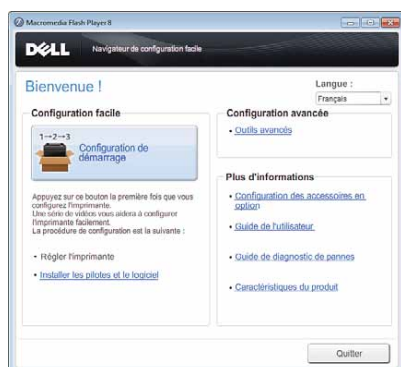 Macromedia Flash Player 8
DELL Navigateur de configuration facile
Bienvenue !
Langue :
Français
Configuration facile
1→2→3
Configuration de
démarrage
Appuyez sur ce bouton la première fois que vous
configurez l'imprimante.
Une série de vidéos vous aidera à configurer
l'imprimante facilement.
La procédure de configuration est la suivante :
• Régler l'imprimante
• Installer les pilotes et le logiciel
Configuration avancée
• Outils avancés
Plus d'informations
• Configuration des accessoires en
option
• Guide de l'utilisateur
• Guide de diagnostic de pannes
• Caractéristiques du produit
Quitter